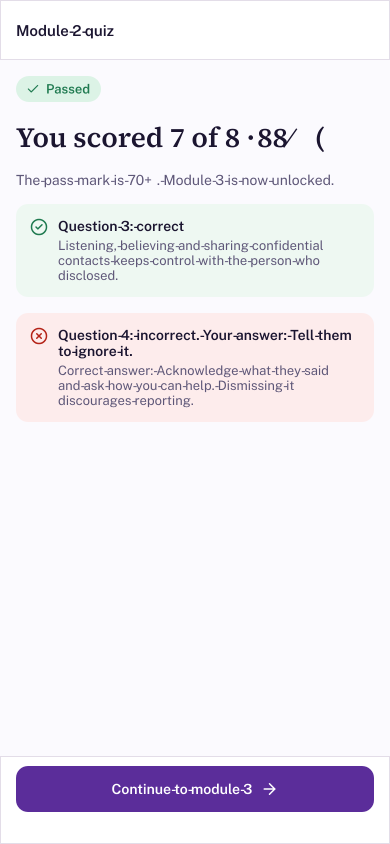 Module-2-quiz
Passed
You scored 7 of 8 · 88⁄ (
The-pass-mark-is-70+ .-Module-3-is-now-unlocked.
Question-3:-correct
Listening,-believing-and-sharing-confidential
contacts-keeps-control-with-the-person-who
disclosed.
Question-4:-incorrect.-Your-answer:-Tell-them
to-ignore-it.
Correct-answer:-Acknowledge-what-they-said
and-ask-how-you-can-help.-Dismissing-it
discourages-reporting.
Continue-to-module-3